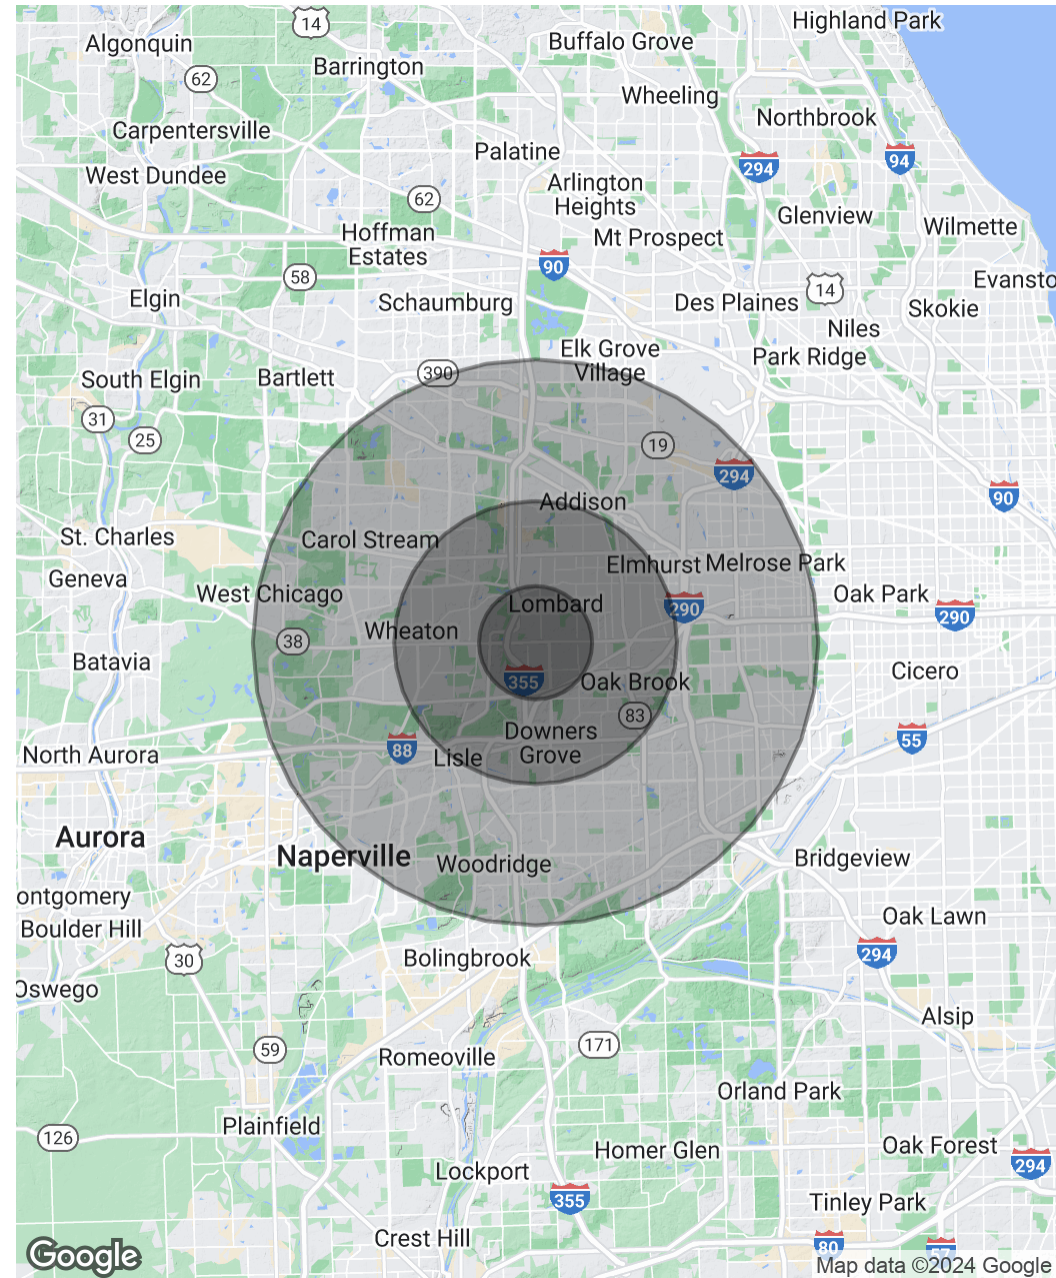 14
Highland Park
Algonquin
Buffalo Grove
Barrington
62
Wheeling
Northbrook
Carpentersville
Palatine
294
94
West Dundee
Arlington
Heights
62
Glenview
Wilmette
Hoffman
Estates
Mt Prospect
90
58
Evansto
14
Elgin
Schaumburg
Des Plaines
Skokie
Niles
Elk Grove
Village
Park Ridge
390
South Elgin
Bartlett
31
25
19
294
90
Addison
St. Charles
Carol Stream
Elmhurst
Melrose Park
Geneva
West Chicago
Lombard
290
Oak Park
290
Wheaton
38
Batavia
Cicero
355
Oak Brook
83
Downers
Grove
55
88
North Aurora
Lisle
Aurora
Naperville
Woodridge
Bridgeview
ontgomery
Boulder Hill
Oak Lawn
294
30
Bolingbrook
Oswego
Alsip
171
59
Romeoville
Orland Park
Plainfield
126
Homer Glen
Oak Forest
294
Lockport
355
Tinley Park
Crest Hill
80
57
Google
Map data ©2024 Google